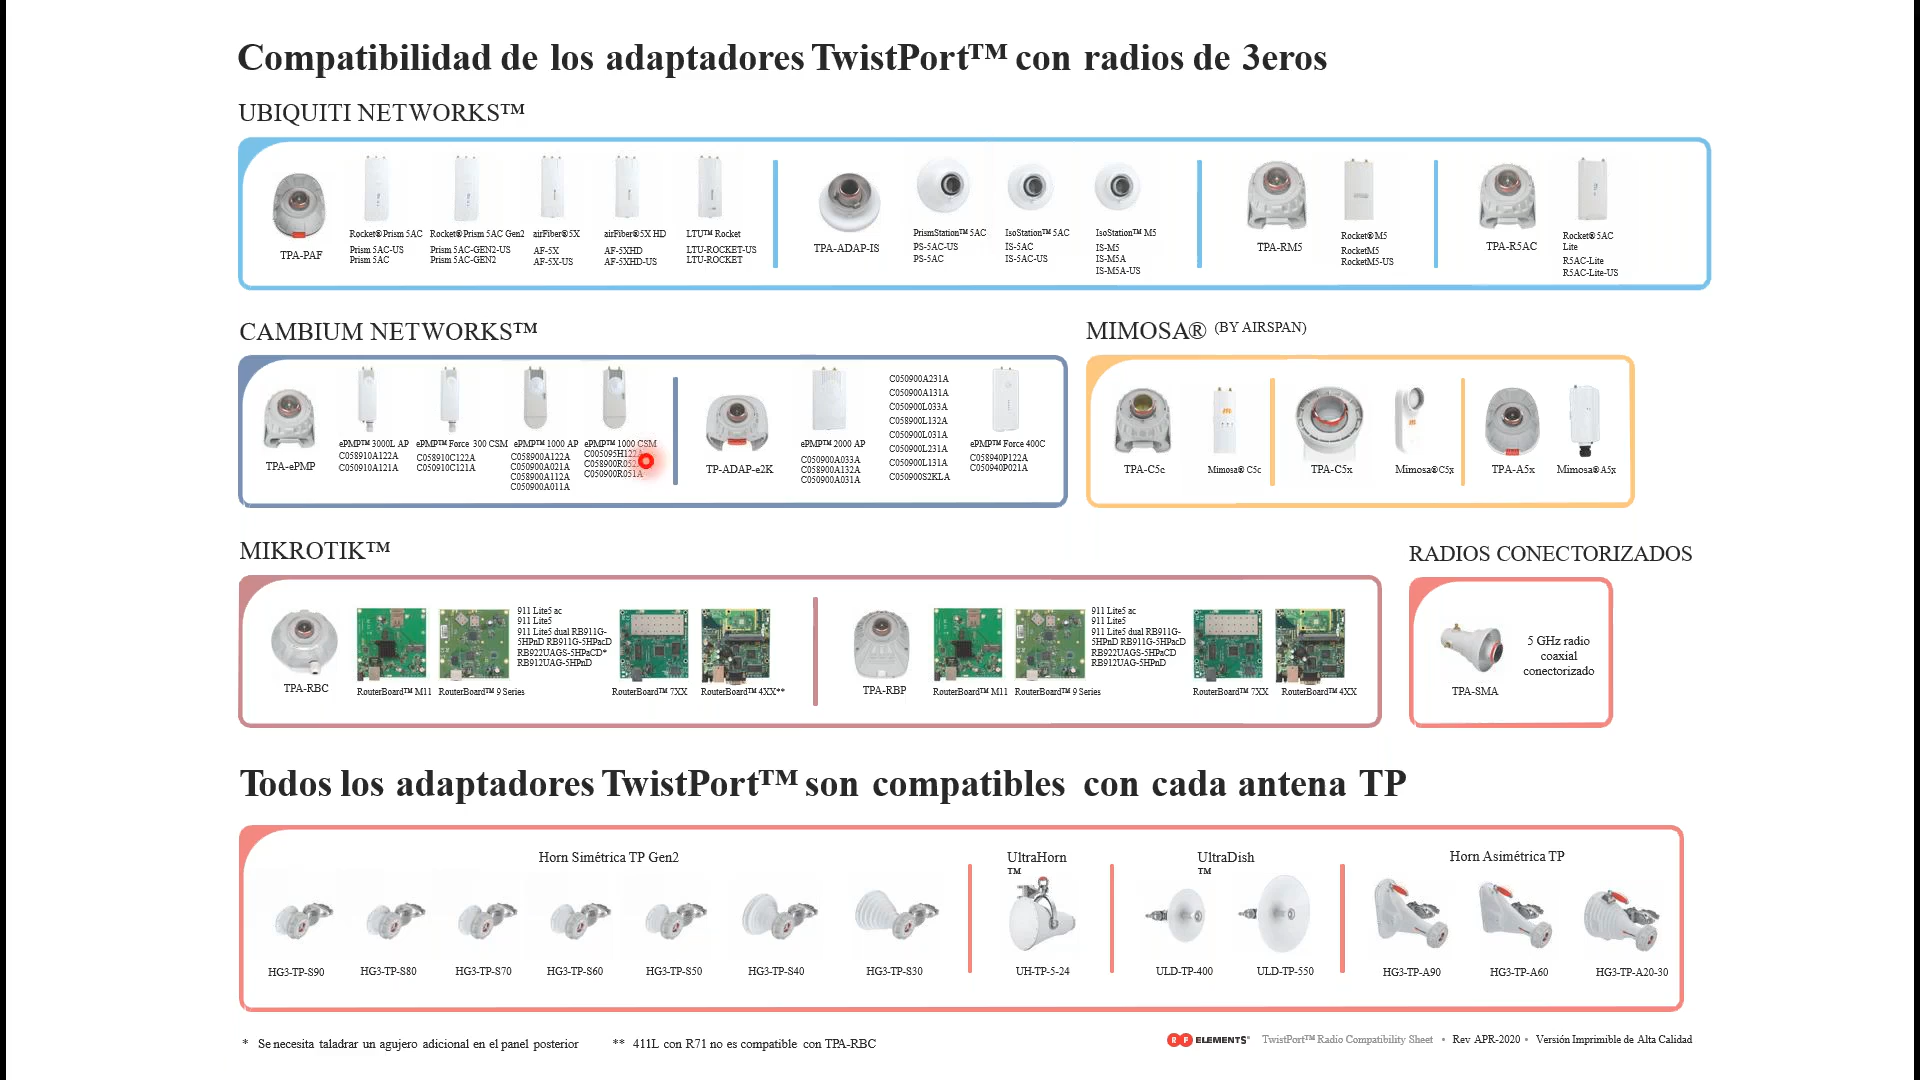 Compatibilidad de los adaptadores TwistPort™ con radios de 3eros
UBIQUITI NETWORKS™
TPA-PAF
Rocket®Prism 5AC
Prism 5AC-US
Prism 5AC
Rocket®Prism 5AC Gen2
Prism 5AC-GEN2-US
Prism 5AC-GEN2
airFiber®5X
AF-5X
AF-5X-US
airFiber®5X HD
AF-5XHD
AF-5XHD-US
LTU™ Rocket
LTU-ROCKET-US
LTU-ROCKET
TPA-ADAP-IS
PrismStation™ 5AC
PS-5AC-US
PS-5AC
IsoStation™ 5AC
IS-5AC
IS-5AC-US
IsoStation™ M5
IS-M5
IS-M5A
IS-M5A-US
TPA-RM5
Rocket®M5
RocketM5
RocketM5-US
TPA-R5AC
Rocket® 5AC
Lite
R5AC-Lite
R5AC-Lite-US
CAMBIUM NETWORKS™
TPA-ePMP
ePMP™ 3000L AP
C058910A122A
C050910A121A
ePMP™ Force 300 CSM
C058910C122A
C050910C121A
ePMP™ 1000 AP
C058900A122A
C050900A021A
C058900A112A
C050900A011A
ePMP™ 1000 CSM
C005095H122A
C058900R052
C050900R051A
TP-ADAP-e2K
ePMP™ 2000 AP
C050900A033A
C058900A132A
C050900A031A
C050900A231A
C050900A131A
C050900L033A
C058900L132A
C050900L031A
C050900L231A
C050900L131A
C050900S2KLA
ePMP™ Force 400C
C058940P122A
C050940P021A
MIMOSA® (BY AIRSPAN)
TPA-C5c
Mimosa® C5c
TPA-C5x
Mimosa®C5x
TPA-A5x
Mimosa® A5x
MIKROTIK™
TPA-RBC
RouterBoard™ M11
RouterBoard™ 9 Series
911 Lite5 ac
911 Lite5
911 Lite5 dual RB911G-
5HPnD RB911G-5HPacD
RB922UAGS-5HPaCD*
RB912UAG-5HPnD
RouterBoard™ 7XX
RouterBoard™ 4XX**
TPA-RBP
RouterBoard™ M11
RouterBoard™ 9 Series
911 Lite5 ac
911 Lite5
911 Lite5 dual RB911G-
5HPnD RB911G-5HPacD
RB922UAGS-5HPaCD
RB912UAG-5HPnD
RouterBoard™ 7XX
RouterBoard™ 4XX
RADIOS CONECTORIZADOS
TPA-SMA
5 GHz radio
coaxial
conectorizado
Todos los adaptadores TwistPort™ son compatibles con cada antena TP
Horn Simétrica TP Gen2
HG3-TP-S90
HG3-TP-S80
HG3-TP-S70
HG3-TP-S60
HG3-TP-S50
HG3-TP-S40
HG3-TP-S30
UltraHorn
™
UH-TP-5-24
UltraDish
™
ULD-TP-400
ULD-TP-550
Horn Asimétrica TP
HG3-TP-A90
HG3-TP-A60
HG3-TP-A20-30
* Se necesita taladrar un agujero adicional en el panel posterior
** 411L con R71 no es compatible con TPA-RBC
RF ELEMENTS TwistPort™ Radio Compatibility Sheet • Rev APR-2020 • Versión Imprimible de Alta Calidad